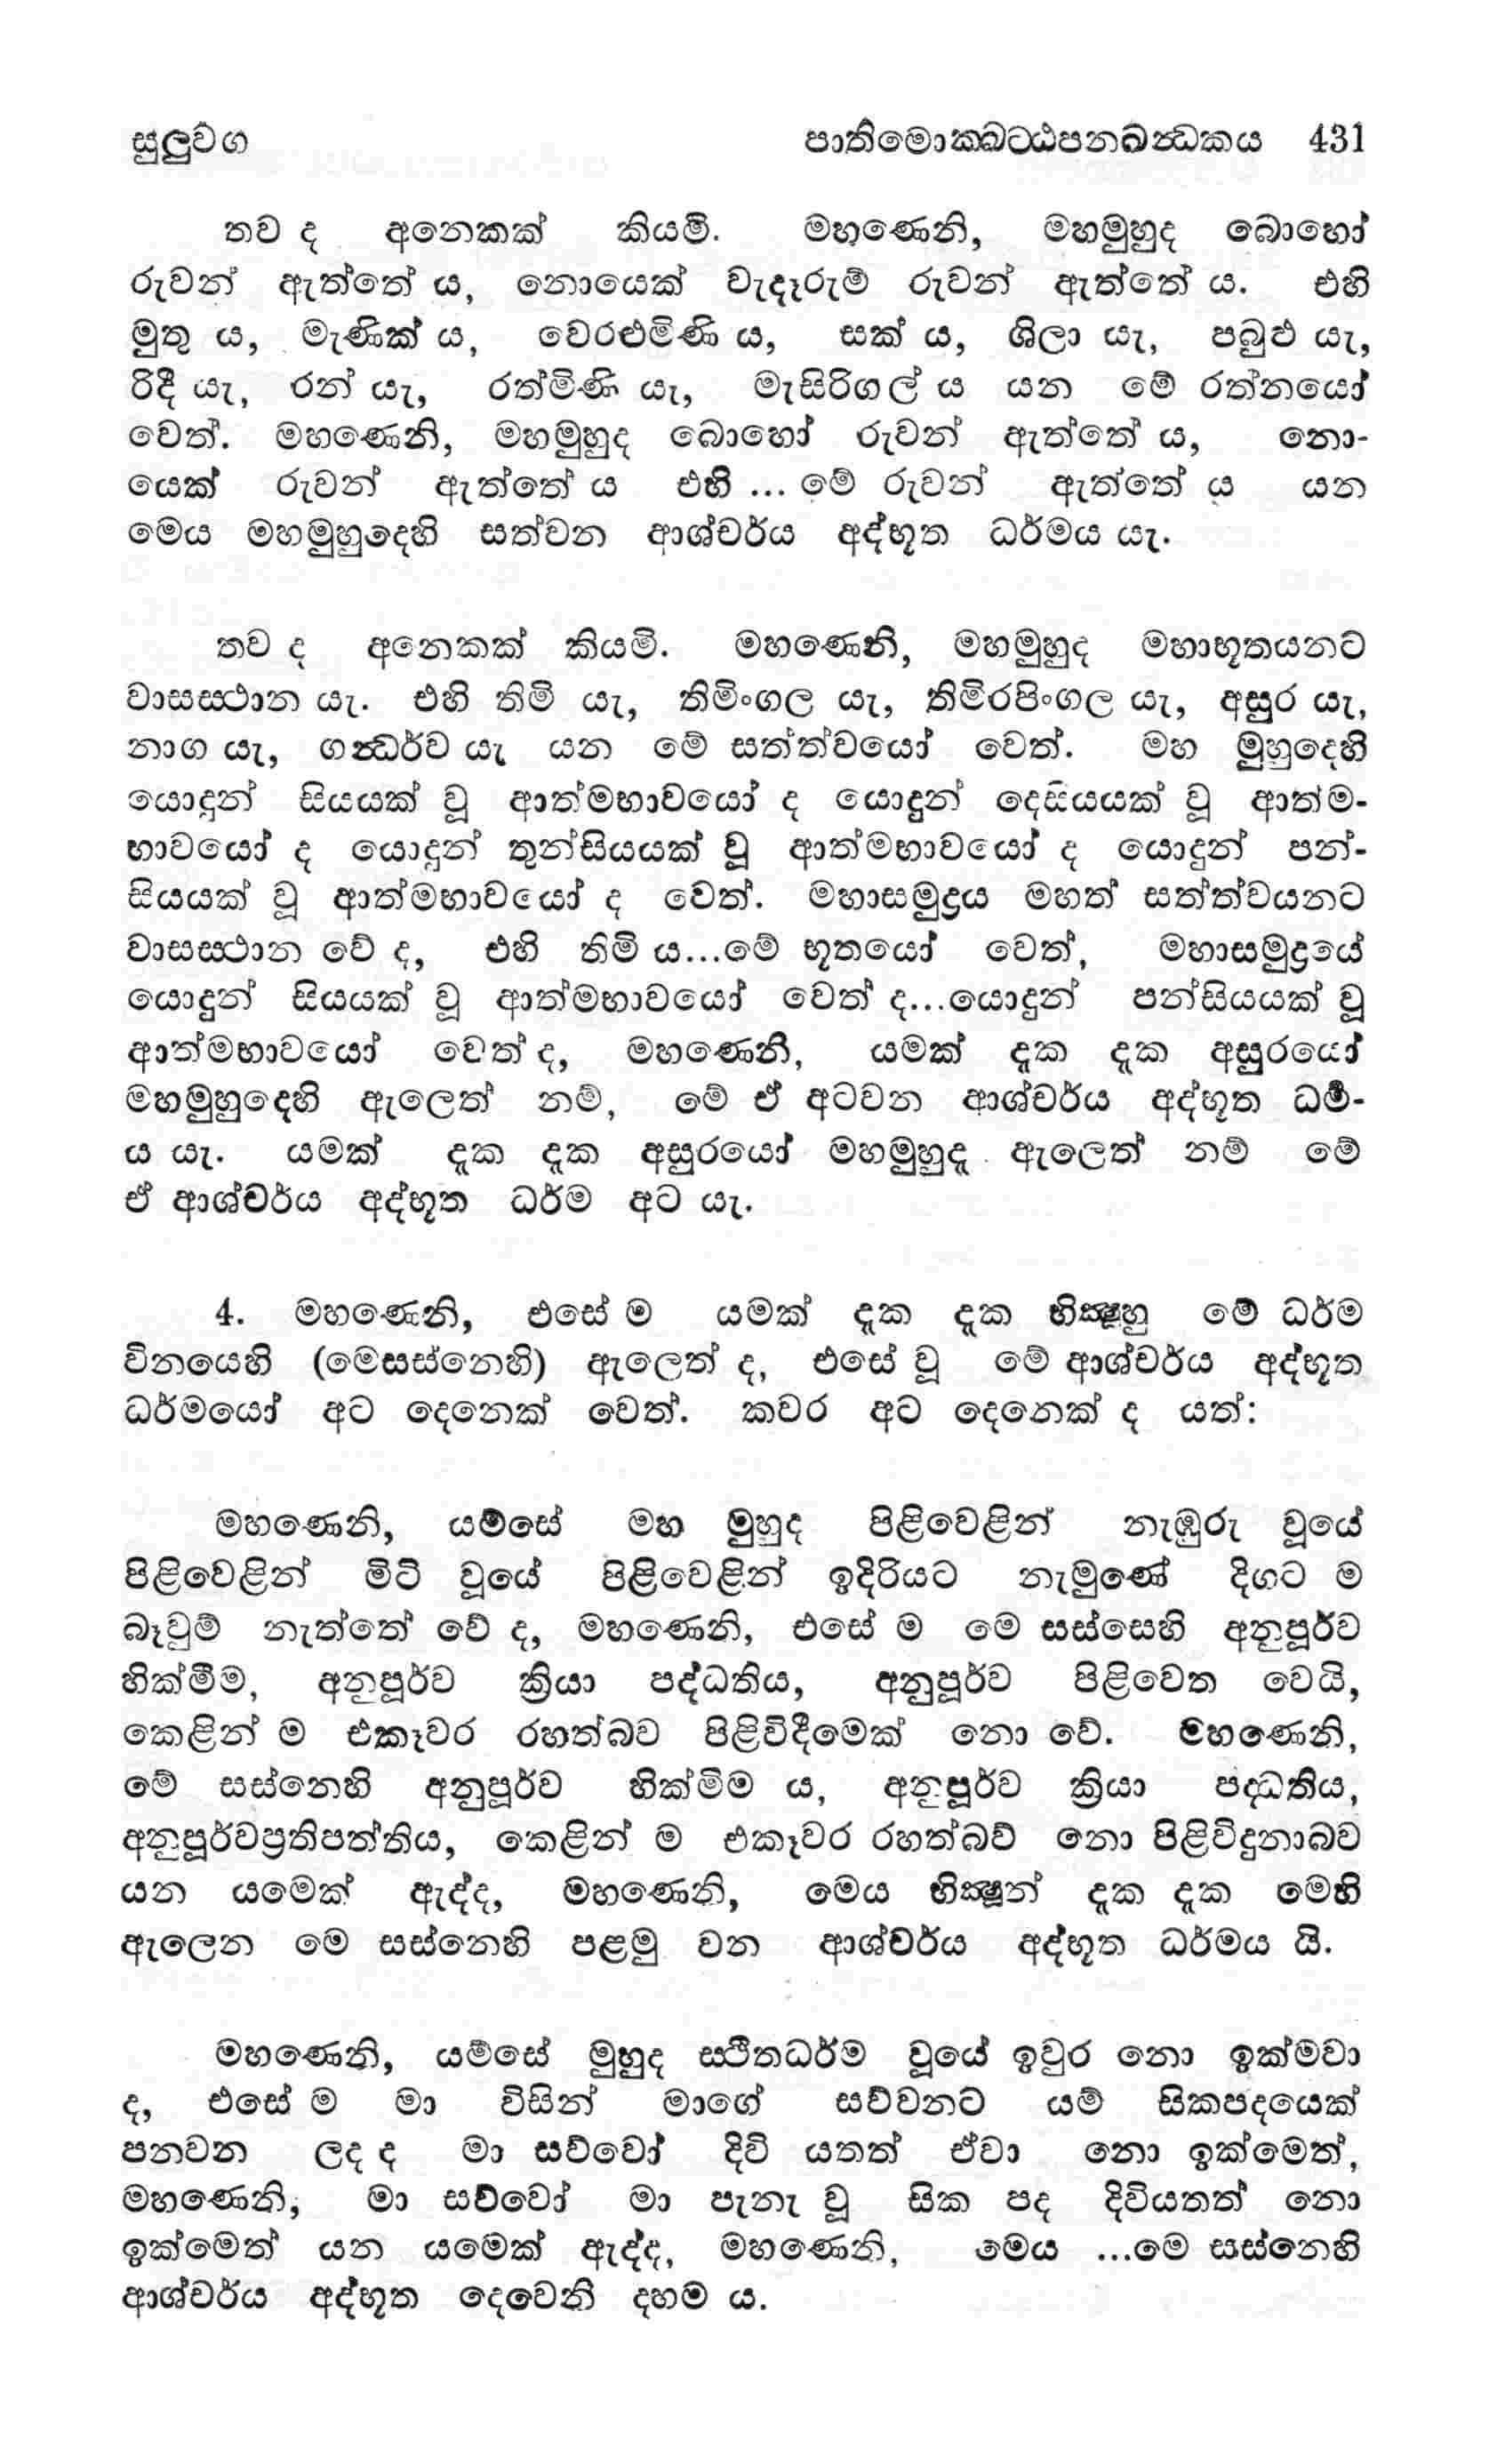 සුලුවග පාතිමොක්ඛට්ඨපනඛන්ධකය 431
තව ද අනෙකක් කියමි. මහණෙනි, මහමුහුද බොහෝ
රුවන් ඇත්තේ ය, නොයෙක් වැදෑරුම් රුවන් ඇත්තේ ය. එහි
මුතු ය, මැණික් ය, වෙරළුමිණි ය, සක් ය, ශිලා යැ, පබුළු යැ,
රිදී යැ, රන් යැ, රත්මිණි යැ, මැසිරිගල් ය යන මේ රත්නයෝ
වෙත්. මහණෙනි, මහමුහුද බොහෝ රුවන් ඇත්තේ ය, නො-
යෙක් රුවන් ඇත්තේ ය එහි ... මේ රුවන් ඇත්තේ ය යන
මෙය මහමුහුදෙහි සත්වන ආශ්චර්ය අද්භූත ධර්මය යැ.
තව ද අනෙකක් කියමි. මහණෙනි, මහමුහුද මහාභූතයනට
වාසස්ථාන යැ. එහි තිමි යැ, තිමිංගල යැ, තිමිරපිංගල යැ, අසුර යැ,
නාග යැ, ගන්ධර්ව යැ යන මේ සත්ත්වයෝ වෙත්. මහ මුහුදෙහි
යොදුන් සියයක් වූ ආත්මභාවයෝ ද යොදුන් දෙසියයක් වූ ආත්ම-
භාවයෝ ද යොදුන් තුන්සියයක් වූ ආත්මභාවයෝ ද යොදුන් පන්-
සියයක් වූ ආත්මභාවයෝ ද වෙත්. මහාසමුද්‍රය මහත් සත්ත්වයනට
වාසස්ථාන වේ ද, එහි තිමි ය...මේ භූතයෝ වෙත්, මහාසමුද්‍රයේ
යොදුන් සියයක් වූ ආත්මභාවයෝ වෙත් ද...යොදුන් පන්සියයක් වූ
ආත්මභාවයෝ වෙත් ද, මහණෙනි, යමක් දැක දැක අසුරයෝ
මහමුහුදෙහි ඇලෙත් නම්, මේ ඒ අටවන ආශ්චර්ය අද්භූත ධර්ම-
ය යැ. යමක් දැක දැක අසුරයෝ මහමුහුදැ ඇලෙත් නම් මේ
ඒ ආශ්චර්ය අද්භූත ධර්ම අට යැ.
4. මහණෙනි, එසේ ම යමක් දැක දැක භික්ෂූහු මේ ධර්ම
විනයෙහි (මෙසස්නෙහි) ඇලෙත් ද, එසේ වූ මේ ආශ්චර්ය අද්භූත
ධර්මයෝ අට දෙනෙක් වෙත්. කවර අට දෙනෙක් ද යත්:
මහණෙනි, යම්සේ මහ මුහුද පිළිවෙළින් නැඹුරු වූයේ
පිළිවෙළින් මිටි වූයේ පිළිවෙළින් ඉදිරියට නැමුණේ දිගට ම
බෑවුම් නැත්තේ වේ ද, මහණෙනි, එසේ ම මෙ සස්සෙහි අනුපූර්ව
හික්මීම, අනුපූර්ව ක්‍රියා පද්ධතිය, අනුපූර්ව පිළිවෙත වෙයි,
කෙළින් ම එකෑවර රහත්බව පිළිවිදීමෙක් නො වේ. මහණෙනි,
මේ සස්නෙහි අනුපූර්ව හික්මිම ය, අනුපූර්ව ක්‍රියා පද්ධතිය,
අනුපූර්වප්‍රතිපත්තිය, කෙළින් ම එකෑවර රහත්බව් නො පිළිවිදුනාබව
යන යමෙක් ඇද්ද, මහණෙනි, මෙය භික්ෂූන් දැක දැක මෙහි
ඇලෙන මෙ සස්නෙහි පළමු වන ආශ්චර්ය අද්භූත ධර්මය යි.
මහණෙනි, යම්සේ මුහුද ස්ථිතධර්ම වූයේ ඉවුර නො ඉක්මවා
ද, එසේ ම මා විසින් මාගේ සව්වනට යම් සිකපදයෙක්
පනවන ලද ද මා සව්වෝ දිවි යතත් ඒවා නො ඉක්මෙත්,
මහණෙනි, මා සව්වෝ මා පැනැ වූ සික පද දිවියතත් නො
ඉක්මෙත් යන යමෙක් ඇද්ද, මහණෙනි, මෙය ...මෙ සස්නෙහි
ආශ්චර්ය අද්භූත දෙවෙනි දහම ය.